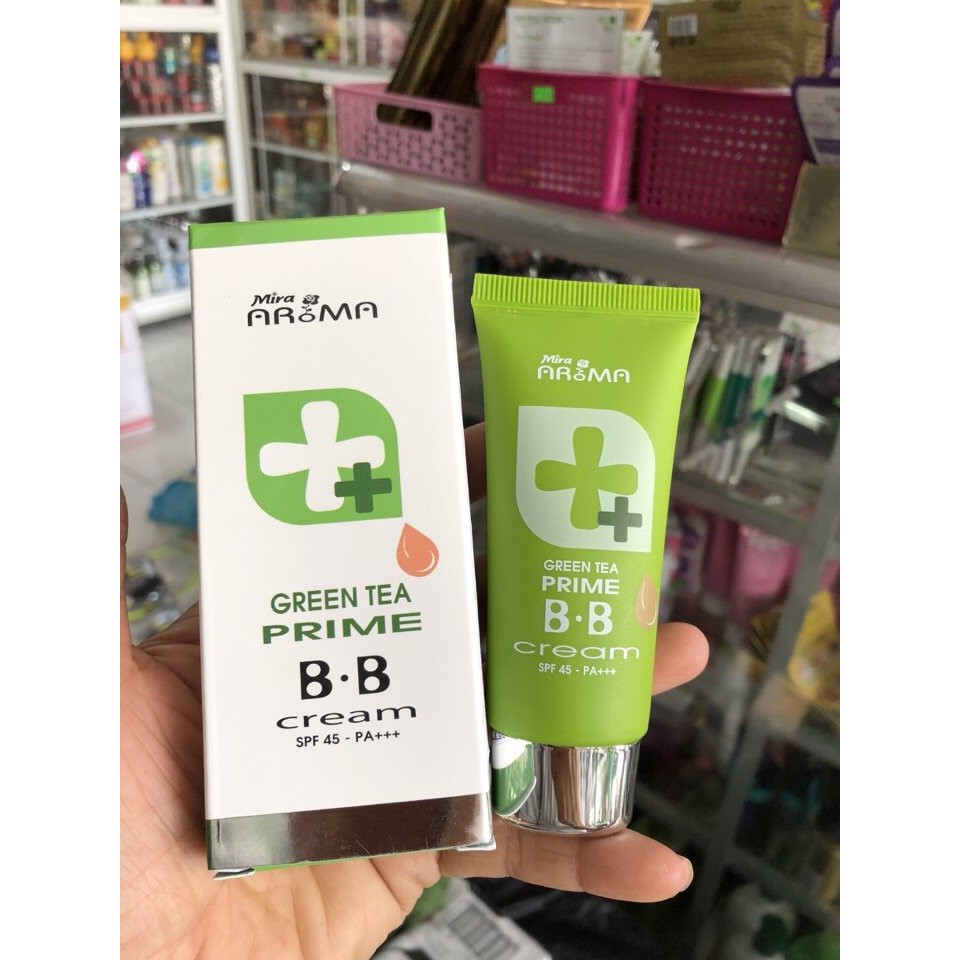 Mira
AROMA
GREEN TEA
PRIME
B·B
cream
SPF 45 - PA+++
Mira
AROMA
GREEN TEA
PRIME
B·B
cream
SPF 45 - PA+++